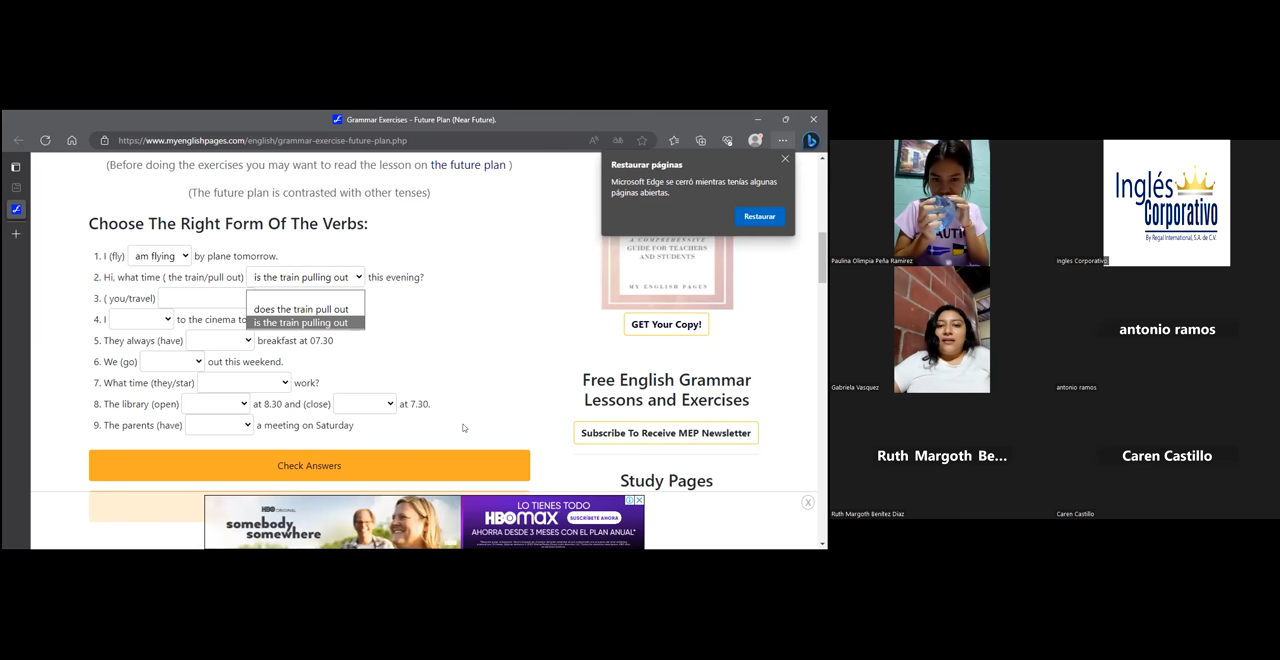 Grammar Exercises - Future Plan (Near Future).
https://www.myenglishpages.com/english/grammar-exercise-future-plan.php
(Before doing the exercises you may want to read the lesson on the future plan )
(The future plan is contrasted with other tenses)
Choose The Right Form Of The Verbs:
1. I (fly) am flying by plane tomorrow.
2. Hi, what time ( the train/pull out) is the train pulling out this evening?
3. ( you/travel)
does the train pull out
is the train pulling out
4. I to the cinema to
5. They always (have) breakfast at 07.30
6. We (go) out this weekend.
7. What time (they/star) work?
8. The library (open) at 8.30 and (close) at 7.30.
9. The parents (have) a meeting on Saturday
Check Answers
Restaurar páginas
Microsoft Edge se cerró mientras tenías algunas
páginas abiertas.
Restaurar
A COMPREHENSIVE
GUIDE FOR TEACHERS
AND STUDENTS
MY ENGLISH PAGES
GET Your Copy!
Free English Grammar
Lessons and Exercises
Subscribe To Receive MEP Newsletter
Study Pages
HBO ORIGINAL
somebody
somewhere
LO TIENES TODO
HBOMAX
SUSCRÍBETE AHORA
AHORRA DESDE 3 MESES CON EL PLAN ANUAL*
Paulina Olimpia Peña Ramirez
Inglés
Corporativo
By Regal International, S.A. de C.V.
Ingles Corporativo
Gabriela Vasquez
antonio ramos
antonio ramos
Ruth Margoth Be...
Ruth Margoth Benítez Diaz
Caren Castillo
Caren Castillo